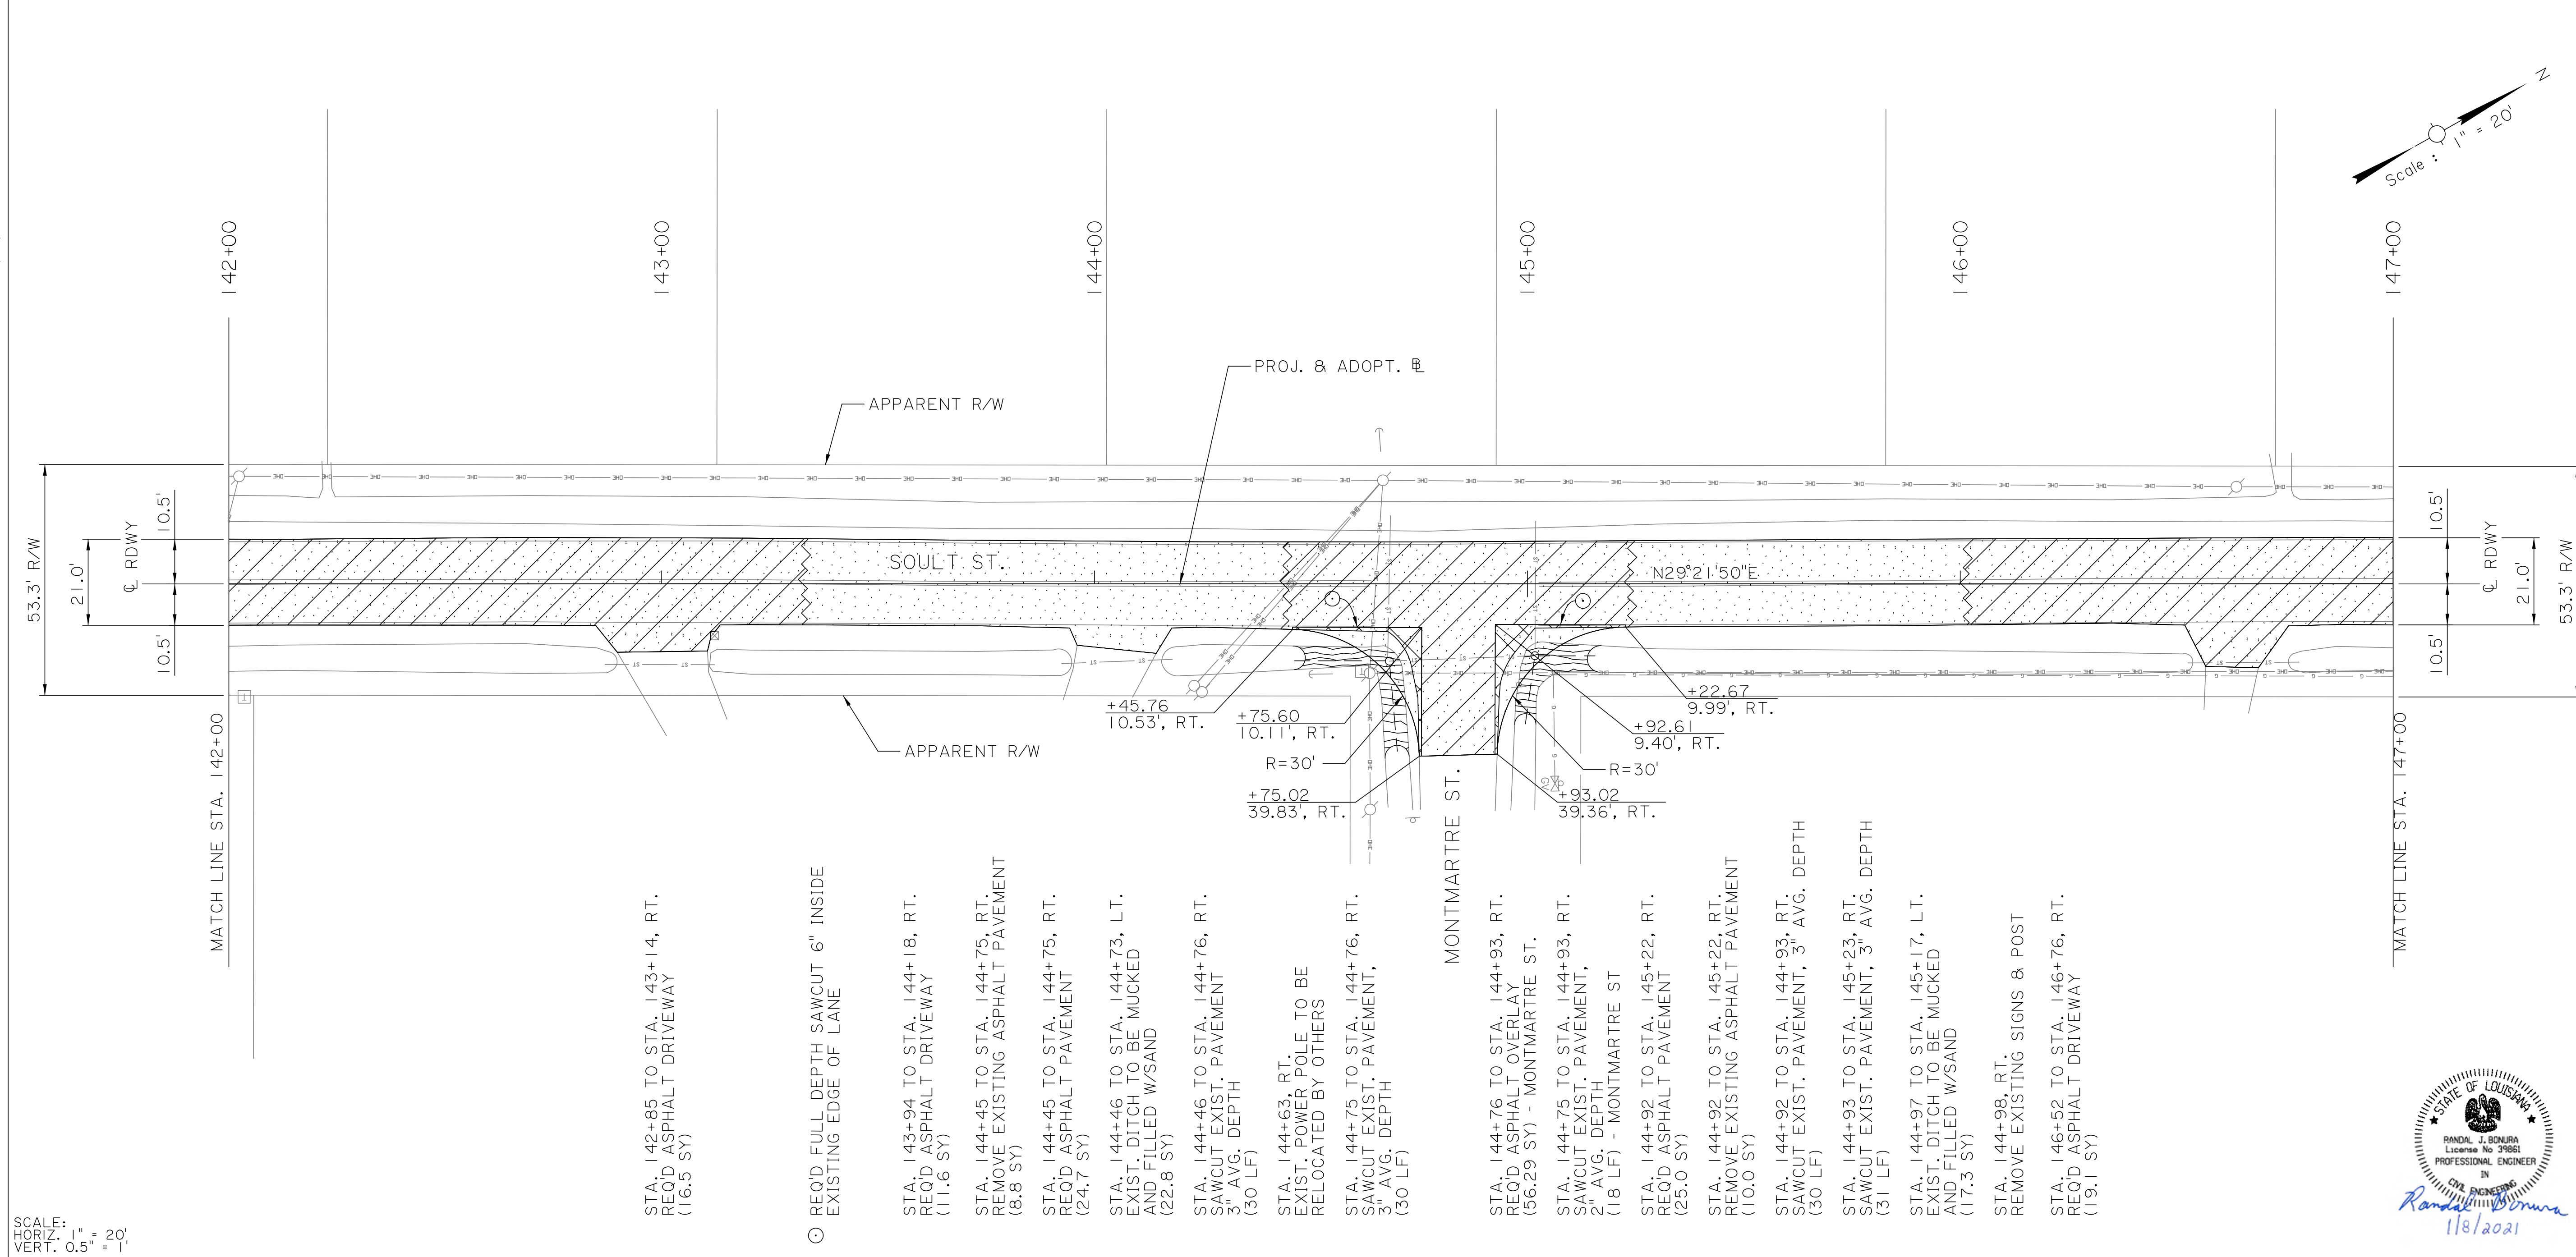 Scale : 1" = 20'
N
142+00
143+00
144+00
145+00
146+00
147+00
PROJ. & ADOPT. BL
APPARENT R/W
53.3' R/W
21.0'
CL RDWY
10.5'
10.5'
SOULT ST.
N29°21'50"E
10.5'
10.5'
CL RDWY
21.0'
53.3' R/W
APPARENT R/W
+45.76
10.53', RT.
+75.60
10.11', RT.
R=30'
+75.02
39.83', RT.
+22.67
9.99', RT.
+92.61
9.40', RT.
R=30'
+93.02
39.36', RT.
GV
MONTMARTRE ST.
MATCH LINE STA. 142+00
MATCH LINE STA. 147+00
STA. 142+85 TO STA. 143+14, RT.
REQ'D ASPHALT DRIVEWAY
(16.5 SY)
REQ'D FULL DEPTH SAWCUT 6" INSIDE
EXISTING EDGE OF LANE
STA. 143+94 TO STA. 144+18, RT.
REQ'D ASPHALT DRIVEWAY
(11.6 SY)
STA. 144+45 TO STA. 144+75, RT.
REMOVE EXISTING ASPHALT PAVEMENT
(8.8 SY)
STA. 144+45 TO STA. 144+75, RT.
REQ'D ASPHALT PAVEMENT
(24.7 SY)
STA. 144+46 TO STA. 144+73, LT.
EXIST. DITCH TO BE MUCKED
AND FILLED W/SAND
(22.8 SY)
STA. 144+46 TO STA. 144+76, RT.
SAWCUT EXIST. PAVEMENT
3" AVG. DEPTH
(30 LF)
STA. 144+63, RT.
EXIST. POWER POLE TO BE
RELOCATED BY OTHERS
STA. 144+75 TO STA. 144+76, RT.
SAWCUT EXIST. PAVEMENT,
3" AVG. DEPTH
(30 LF)
STA. 144+76 TO STA. 144+93, RT.
REQ'D ASPHALT OVERLAY
(56.29 SY) - MONTMARTRE ST.
STA. 144+75 TO STA. 144+93, RT.
SAWCUT EXIST. PAVEMENT,
2" AVG. DEPTH
(18 LF) - MONTMARTRE ST
STA. 144+92 TO STA. 145+22, RT.
REQ'D ASPHALT PAVEMENT
(25.0 SY)
STA. 144+92 TO STA. 145+22, RT.
REMOVE EXISTING ASPHALT PAVEMENT
(10.0 SY)
STA. 144+92 TO STA. 144+93, RT.
SAWCUT EXIST. PAVEMENT, 3" AVG. DEPTH
(30 LF)
STA. 144+93 TO STA. 145+23, RT.
SAWCUT EXIST. PAVEMENT, 3" AVG. DEPTH
(31 LF)
STA. 144+97 TO STA. 145+17, LT.
EXIST. DITCH TO BE MUCKED
AND FILLED W/SAND
(17.3 SY)
STA. 144+98, RT.
REMOVE EXISTING SIGNS & POST
STA. 146+52 TO STA. 146+76, RT.
REQ'D ASPHALT DRIVEWAY
(19.1 SY)
STATE OF LOUISIANA
RANDAL J. BONURA
License No 39861
PROFESSIONAL ENGINEER
IN
CIVIL ENGINEERING
Randal Bonura
1/8/2021
SCALE:
HORIZ. 1" = 20'
VERT. 0.5" = 1'